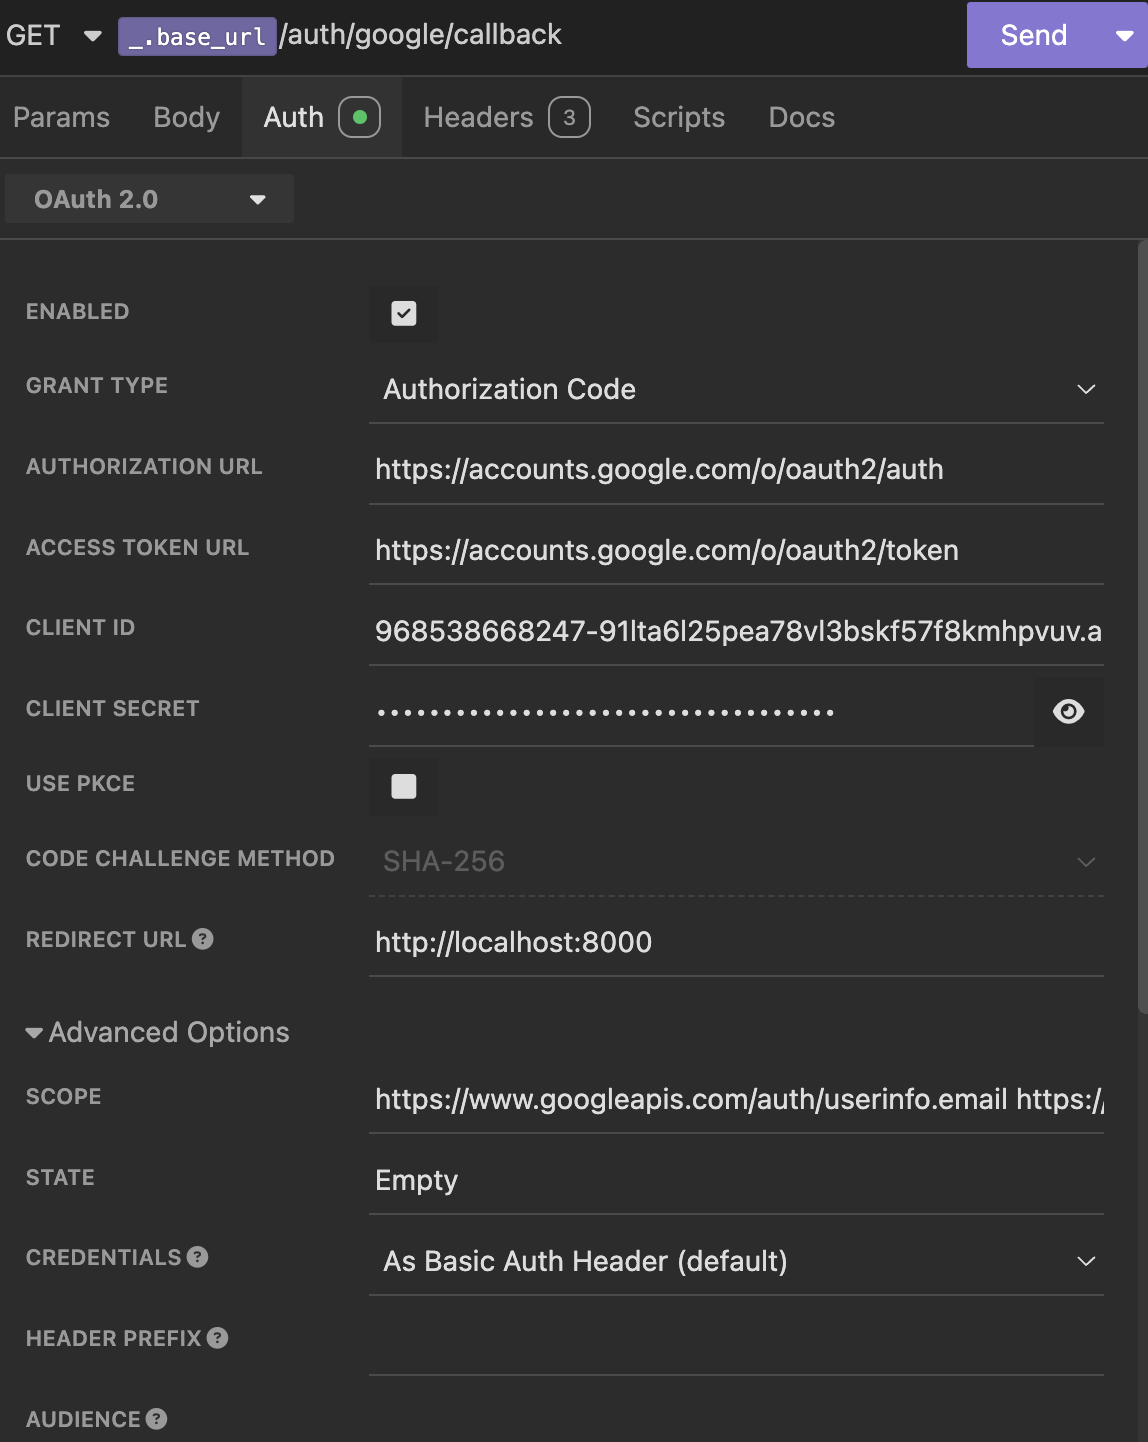 GET _.base_url/auth/google/callback Send
Params Body Auth Headers 3 Scripts Docs
OAuth 2.0
ENABLED
GRANT TYPE Authorization Code
AUTHORIZATION URL https://accounts.google.com/o/oauth2/auth
ACCESS TOKEN URL https://accounts.google.com/o/oauth2/token
CLIENT ID 968538668247-91lta6l25pea78vl3bskf57f8kmhpvuv.a
CLIENT SECRET ••••••••••••••••••••••••••••••••••• 
USE PKCE
CODE CHALLENGE METHOD SHA-256
REDIRECT URL ? http://localhost:8000
Advanced Options
SCOPE https://www.googleapis.com/auth/userinfo.email https:/
STATE Empty
CREDENTIALS ? As Basic Auth Header (default)
HEADER PREFIX ?
AUDIENCE ?